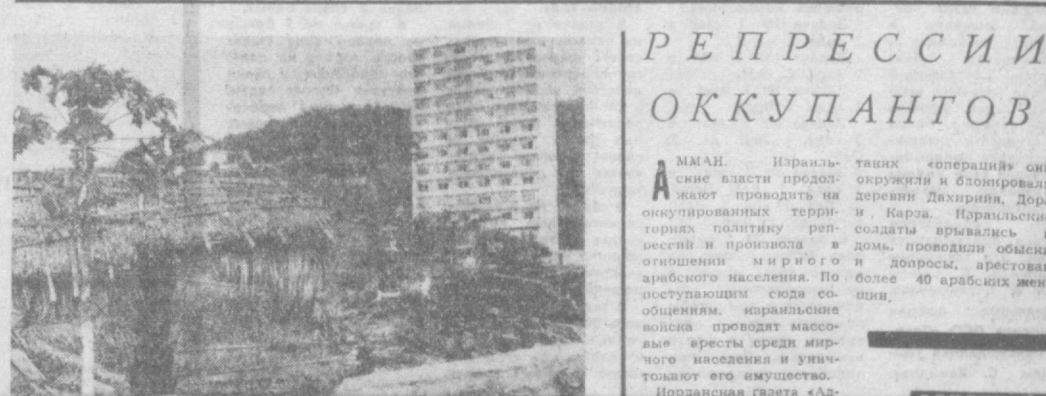 РЕПРЕССИИ
ОККУПАНТОВ
АММАН. Израиль-
ские власти продол-
жают проводить на
оккупированных терри-
ториях политику реп-
рессий и произвола в
отношении мирного
арабского населения. По
поступающим сюда со-
общениям, израильские
войска проводят массо-
вые аресты среди мир-
ного населения и унич-
тожают его имущество.
Иорданская газета «Ад-
таких «операций» они
окружили и блокировали
деревни Дахирийя, Дора
и Карза. Израильские
солдаты врывались в
дома, проводили обыски
и допросы, арестовав
более 40 арабских жен-
щин.